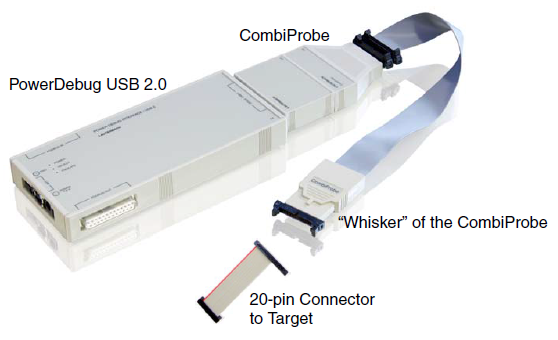 CombiProbe
PowerDebug USB 2.0
CombiProbe
“Whisker” of the CombiProbe
20-pin Connector
to Target